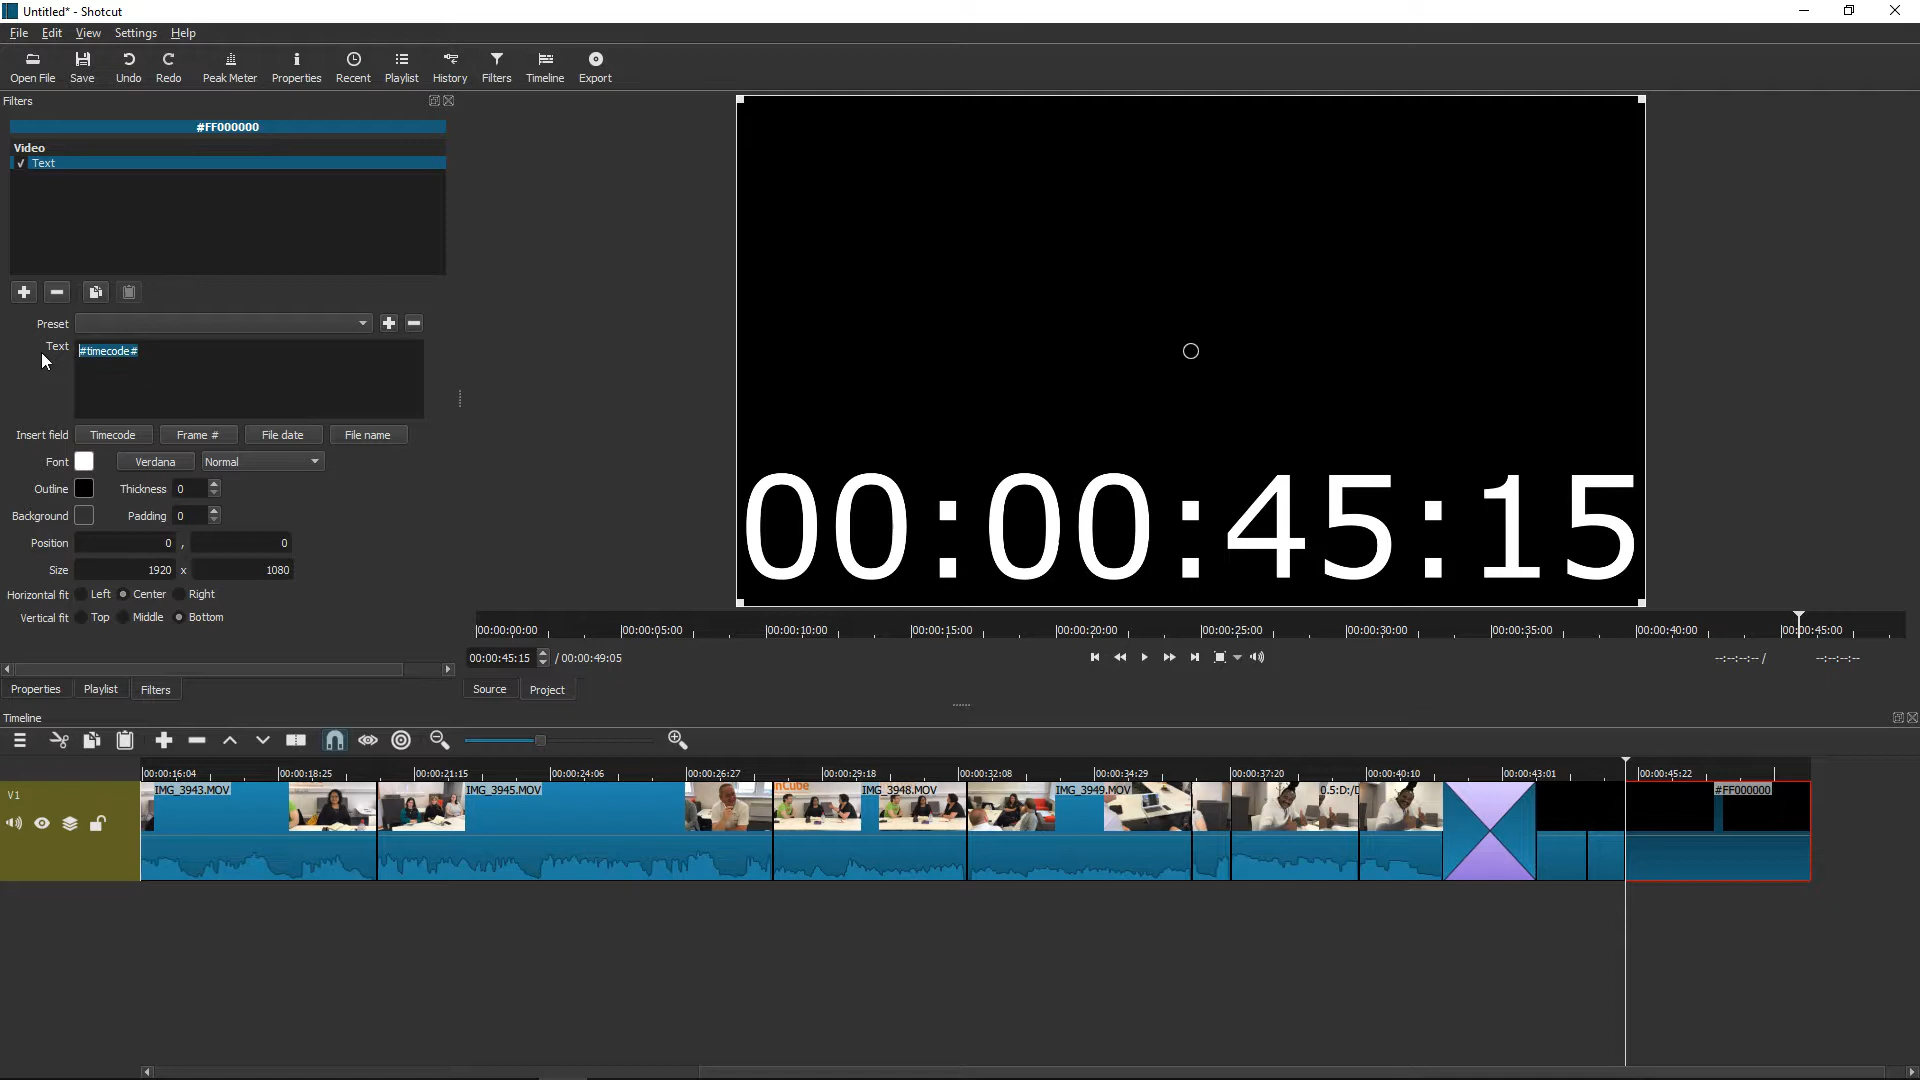 Untitled* - Shotcut
File Edit View Settings Help
Open File Save Undo Redo Peak Meter Properties Recent Playlist History Filters Timeline Export
Filters
#FF000000
Video
✓ Text
Preset
Text #timecode#
Insert field Timecode Frame # File date File name
Font Verdana Normal
Outline Thickness 0
Background Padding 0
Position 0 , 0
Size 1920 x 1080
Horizontal fit Left Center Right
Vertical fit Top Middle Bottom
Properties Playlist Filters
00:00:45:15
00:00:00:00 00:00:05:00 00:00:10:00 00:00:15:00 00:00:20:00 00:00:25:00 00:00:30:00 00:00:35:00 00:00:40:00 00:00:45:00
00:00:45:15 / 00:00:49:05
--:--:--:-- / --:--:--:--
Source Project
Timeline
00:00:16:04 00:00:18:25 00:00:21:15 00:00:24:06 00:00:26:27 00:00:29:18 00:00:32:08 00:00:34:29 00:00:37:20 00:00:40:10 00:00:43:01 00:00:45:22
V1
IMG_3943.MOV IMG_3945.MOV IMG_3948.MOV IMG_3949.MOV 0.5:D:/ #FF000000